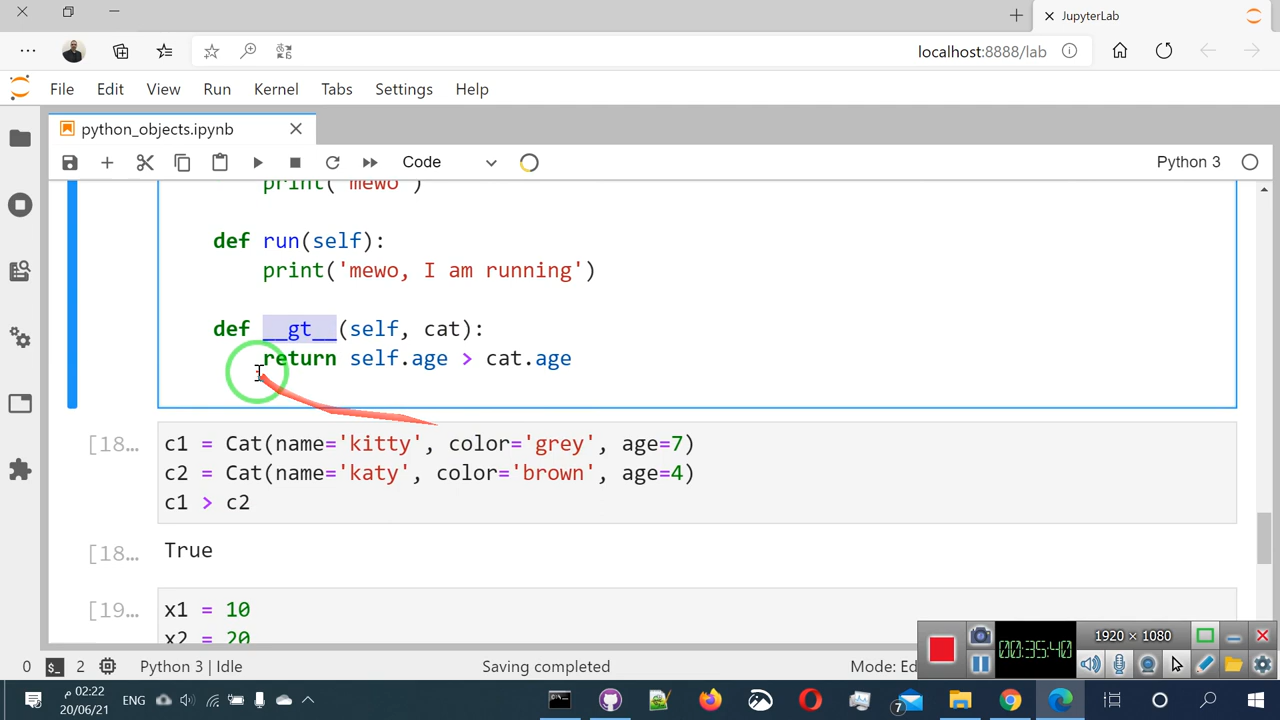 JupyterLab
localhost:8888/lab
File Edit View Run Kernel Tabs Settings Help
python_objects.ipynb
Code
Python 3
print('mewo')
def run(self):
print('mewo, I am running')
def __gt__(self, cat):
return self.age > cat.age
[18…
c1 = Cat(name='kitty', color='grey', age=7)
c2 = Cat(name='katy', color='brown', age=4)
c1 > c2
[18…
True
[19…
x1 = 10
x2 = 20
1920 × 1080
00:35:40
0
2
Python 3 | Idle
Saving completed
Mode: Ed
02:22 م
ENG
20/06/21
7